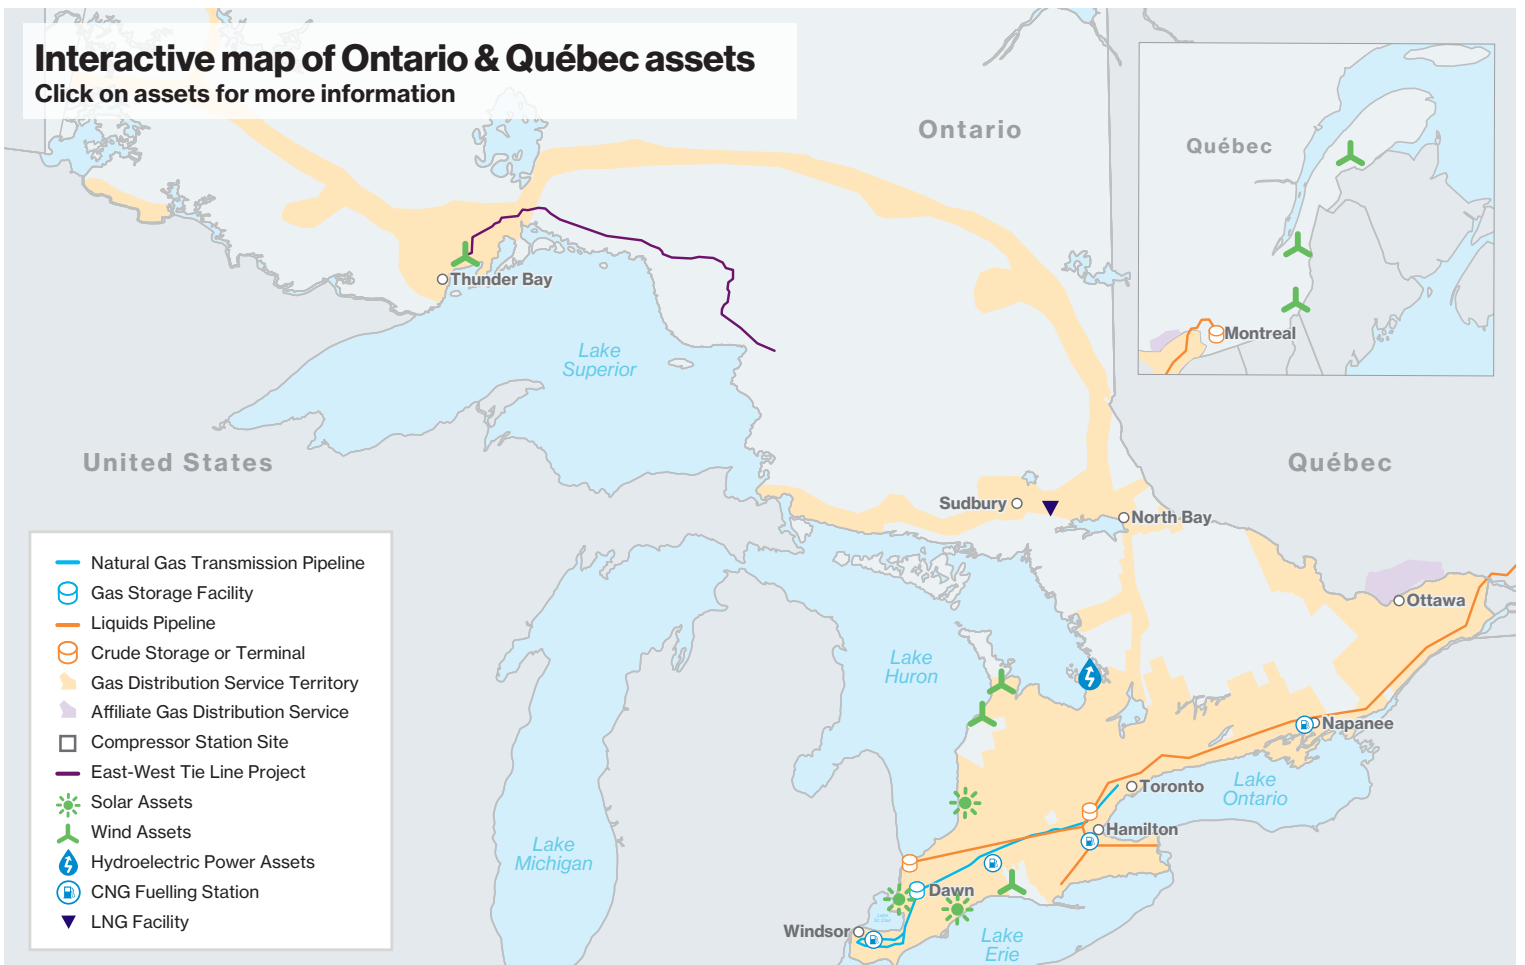 Interactive map of Ontario & Québec assets
Click on assets for more information
Ontario
Québec
Montreal
Thunder Bay
Lake
Superior
United States
Québec
Sudbury
North Bay
Ottawa
Lake
Huron
Napanee
Toronto
Lake
Ontario
Hamilton
Lake
Michigan
Dawn
Windsor
Lake
Erie
Natural Gas Transmission Pipeline
Gas Storage Facility
Liquids Pipeline
Crude Storage or Terminal
Gas Distribution Service Territory
Affiliate Gas Distribution Service
Compressor Station Site
East-West Tie Line Project
Solar Assets
Wind Assets
Hydroelectric Power Assets
CNG Fuelling Station
LNG Facility